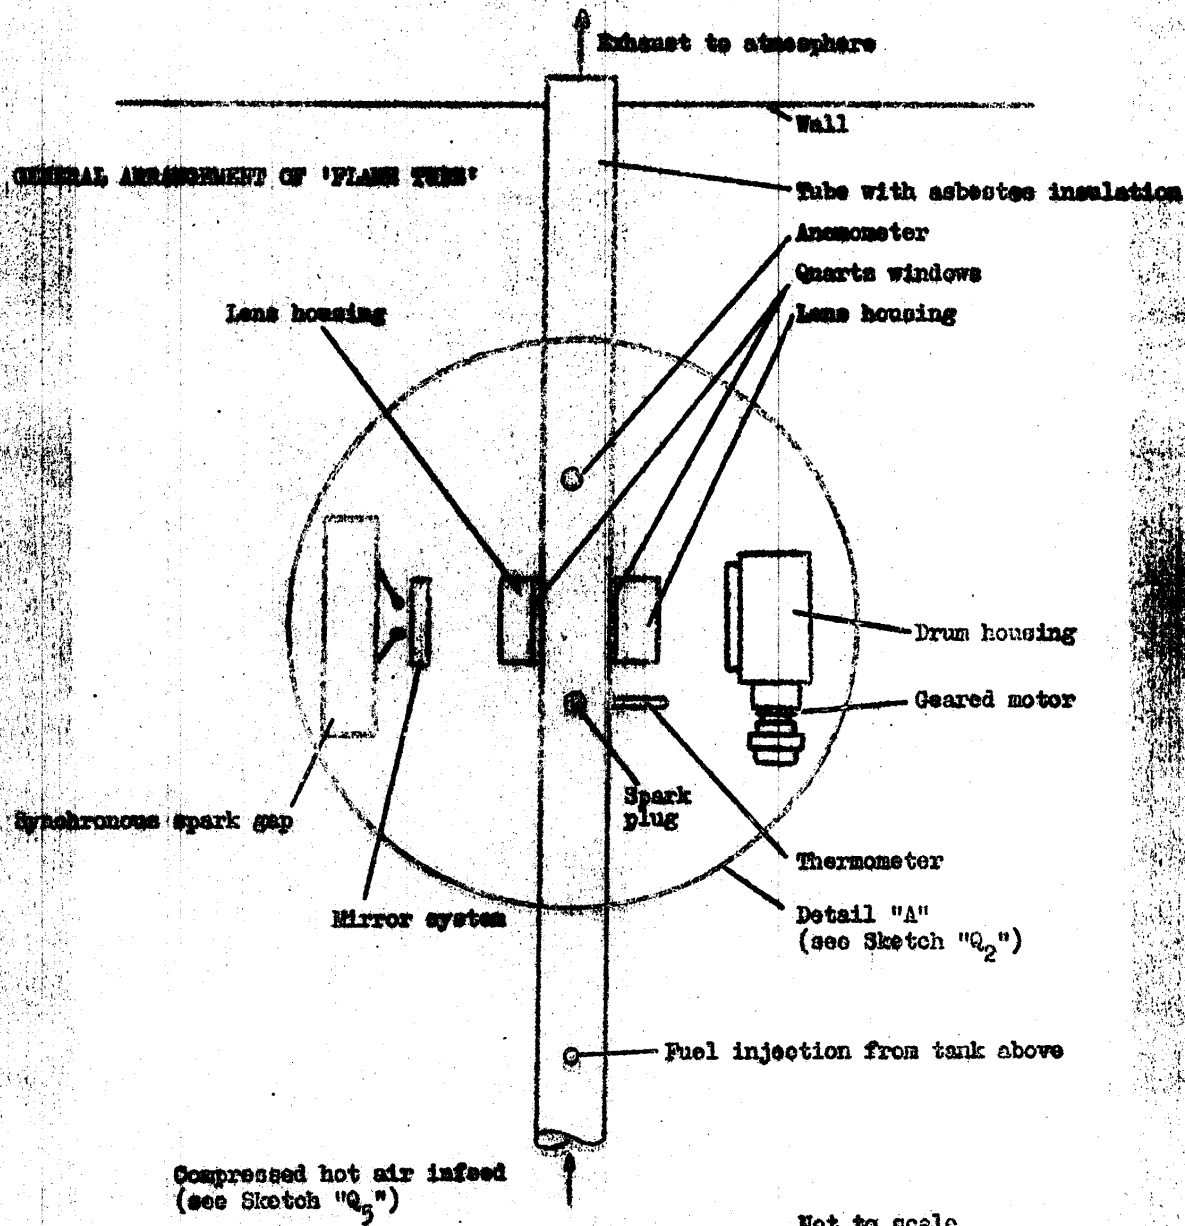 Exhaust to atmosphere
Wall
GENERAL ARRANGEMENT OF 'FLAME TUBE'
Tube with asbestos insulation
Anemometer
Quartz windows
Lens housing
Lens housing
Drum housing
Geared motor
Spark
plug
Synchronous spark gap
Thermometer
Mirror system
Detail "A"
(see Sketch "Q2")
Fuel injection from tank above
Compressed hot air infeed
(see Sketch "Q5")
Not to scale